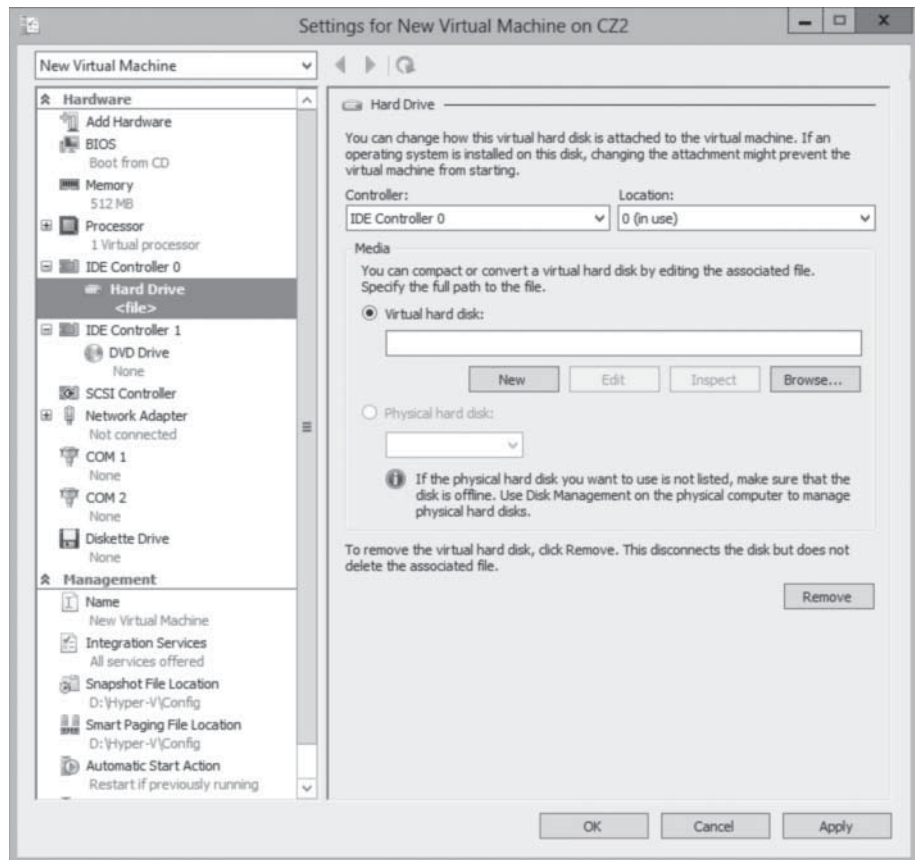 Settings for New Virtual Machine on CZ2
New Virtual Machine
Hardware
Add Hardware
BIOS
Boot from CD
Memory
512 MB
Processor
1 Virtual processor
IDE Controller 0
Hard Drive
<file>
IDE Controller 1
DVD Drive
None
SCSI Controller
Network Adapter
Not connected
COM 1
None
COM 2
None
Diskette Drive
None
Management
Name
New Virtual Machine
Integration Services
All services offered
Snapshot File Location
D:\Hyper-V\Config
Smart Paging File Location
D:\Hyper-V\Config
Automatic Start Action
Restart if previously running
Hard Drive
You can change how this virtual hard disk is attached to the virtual machine. If an
operating system is installed on this disk, changing the attachment might prevent the
virtual machine from starting.
Controller:
Location:
IDE Controller 0
0 (in use)
Media
You can compact or convert a virtual hard disk by editing the associated file.
Specify the full path to the file.
Virtual hard disk:
New
Edit
Inspect
Browse...
Physical hard disk:
If the physical hard disk you want to use is not listed, make sure that the
disk is offline. Use Disk Management on the physical computer to manage
physical hard disks.
To remove the virtual hard disk, click Remove. This disconnects the disk but does not
delete the associated file.
Remove
OK
Cancel
Apply